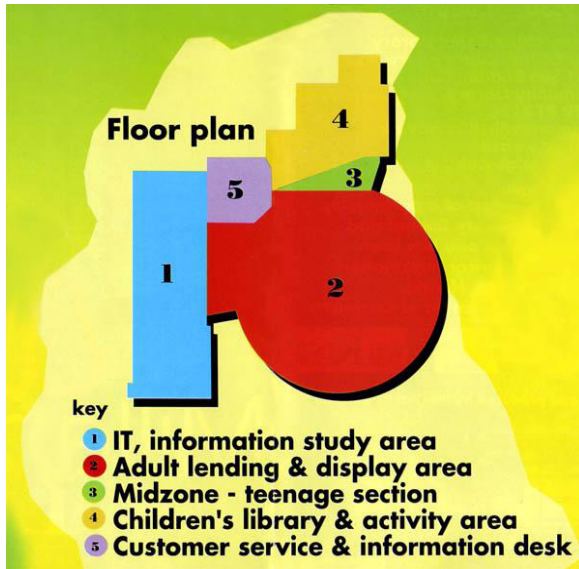 4
Floor plan
3
5
1
2
key
1 IT, information study area
2 Adult lending & display area
3 Midzone - teenage section
4 Children's library & activity area
5 Customer service & information desk